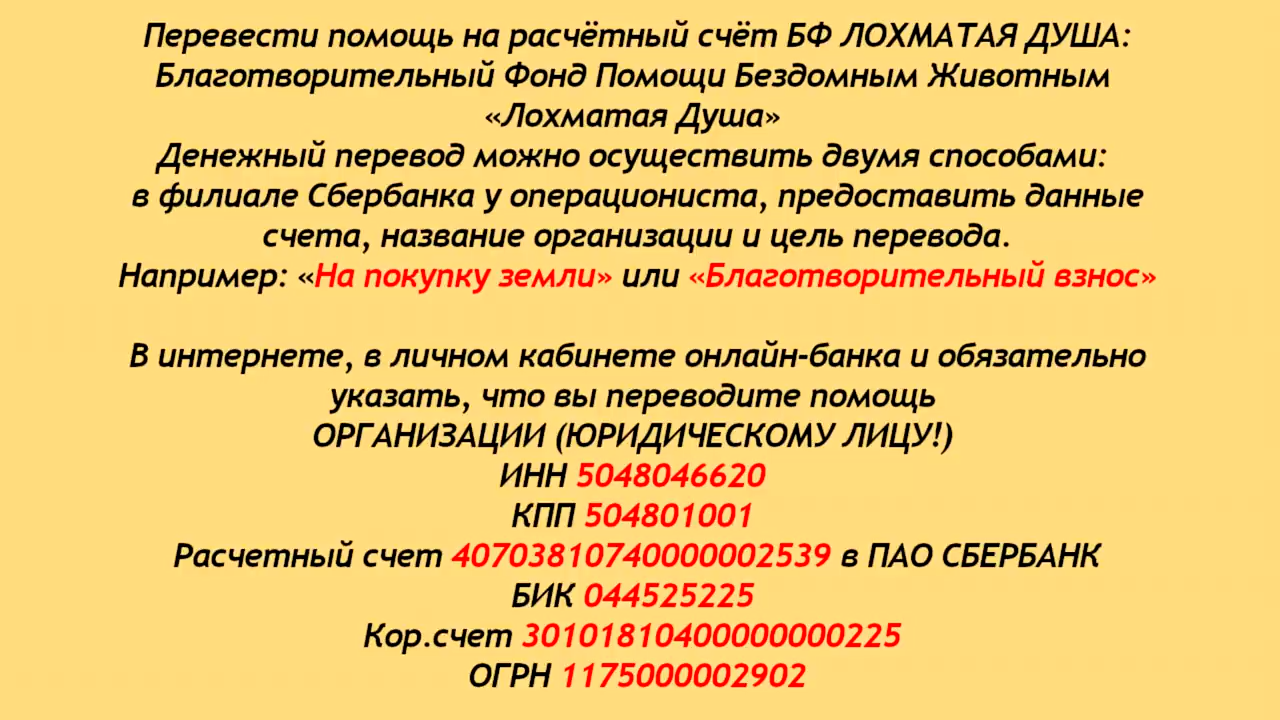 Перевести помощь на расчётный счёт БФ ЛОХМАТАЯ ДУША:
Благотворительный Фонд Помощи Бездомным Животным
«Лохматая Душа»
Денежный перевод можно осуществить двумя способами:
в филиале Сбербанка у операциониста, предоставить данные
счета, название организации и цель перевода.
Например: «На покупку земли» или «Благотворительный взнос»
В интернете, в личном кабинете онлайн-банка и обязательно
указать, что вы переводите помощь
ОРГАНИЗАЦИИ (ЮРИДИЧЕСКОМУ ЛИЦУ!)
ИНН 5048046620
КПП 504801001
Расчетный счет 40703810740000002539 в ПАО СБЕРБАНК
БИК 044525225
Кор.счет 30101810400000000225
ОГРН 1175000002902